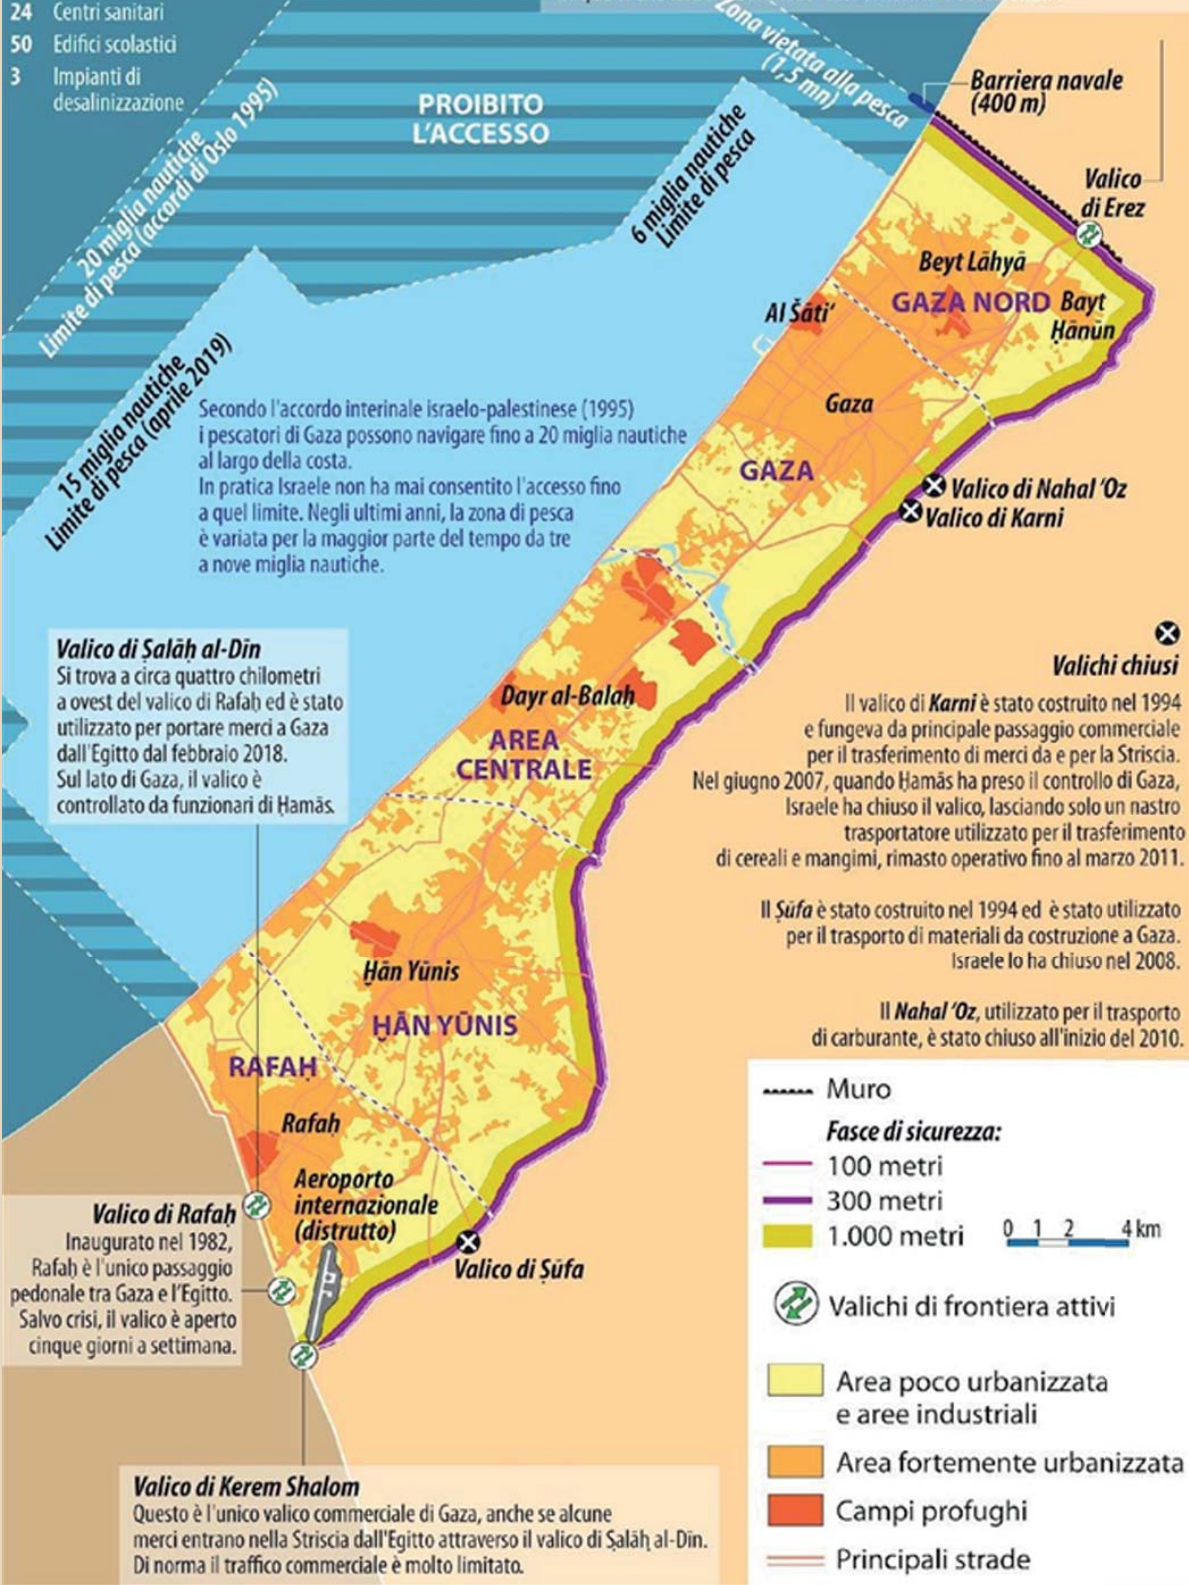 24 Centri sanitari
50 Edifici scolastici
3 Impianti di
desalinizzazione
20 miglia nautiche
Limite di pesca (accordi di Oslo 1995)
PROIBITO
L'ACCESSO
Zona vietata alla pesca
(1,5 mn)
6 miglia nautiche
Limite di pesca
Barriera navale
(400 m)
Valico
di Erez
Beyt Lāhyā
GAZA NORD
Bayt
Ḥānūn
Al Šāti'
Gaza
GAZA
15 miglia nautiche
Limite di pesca (aprile 2019)
Secondo l'accordo interinale israelo-palestinese (1995)
i pescatori di Gaza possono navigare fino a 20 miglia nautiche
al largo della costa.
In pratica Israele non ha mai consentito l'accesso fino
a quel limite. Negli ultimi anni, la zona di pesca
è variata per la maggior parte del tempo da tre
a nove miglia nautiche.
Valico di Nahal 'Oz
Valico di Karni
Valico di Ṣalāḥ al-Dīn
Si trova a circa quattro chilometri
a ovest del valico di Rafaḥ ed è stato
utilizzato per portare merci a Gaza
dall'Egitto dal febbraio 2018.
Sul lato di Gaza, il valico è
controllato da funzionari di Ḥamās.
Dayr al-Balaḥ
AREA
CENTRALE
Valichi chiusi
Il valico di Karni è stato costruito nel 1994
e fungeva da principale passaggio commerciale
per il trasferimento di merci da e per la Striscia.
Nel giugno 2007, quando Ḥamās ha preso il controllo di Gaza,
Israele ha chiuso il valico, lasciando solo un nastro
trasportatore utilizzato per il trasferimento
di cereali e mangimi, rimasto operativo fino al marzo 2011.
Il Ṣūfa è stato costruito nel 1994 ed è stato utilizzato
per il trasporto di materiali da costruzione a Gaza.
Israele lo ha chiuso nel 2008.
Il Nahal 'Oz, utilizzato per il trasporto
di carburante, è stato chiuso all'inizio del 2010.
Ḥān Yūnis
ḤĀN YŪNIS
RAFAḤ
Rafaḥ
Aeroporto
internazionale
(distrutto)
Valico di Ṣūfa
Valico di Rafaḥ
Inaugurato nel 1982,
Rafaḥ è l'unico passaggio
pedonale tra Gaza e l'Egitto.
Salvo crisi, il valico è aperto
cinque giorni a settimana.
Valico di Kerem Shalom
Questo è l'unico valico commerciale di Gaza, anche se alcune
merci entrano nella Striscia dall'Egitto attraverso il valico di Ṣalāḥ al-Dīn.
Di norma il traffico commerciale è molto limitato.
Muro
Fasce di sicurezza:
100 metri
300 metri
1.000 metri
0 1 2 4 km
Valichi di frontiera attivi
Area poco urbanizzata
e aree industriali
Area fortemente urbanizzata
Campi profughi
Principali strade